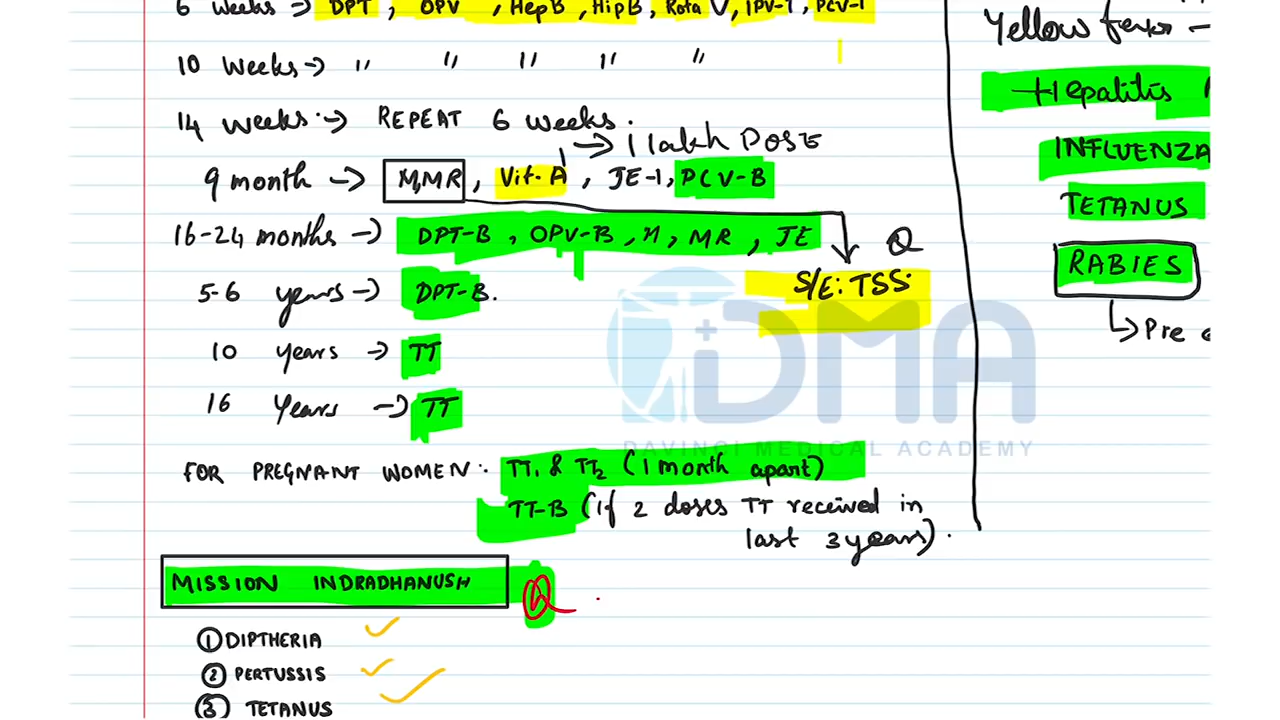 6 weeks → DPT, OPV, HepB, HipB, Rota V, IPV-1, PCV-1
10 weeks → " " " " "
14 weeks → REPEAT 6 weeks.
→ 1 lakh DOSE
9 month → MMR, Vit-A, JE-1, PCV-B
16-24 months → DPT-B, OPV-B, M, MR, JE
Q
S/E: TSS
5-6 years → DPT-B.
10 years → TT
16 years → TT
FOR PREGNANT WOMEN: TT1 & TT2 (1 month apart)
TT-B (if 2 doses TT received in
last 3 years).
MISSION INDRADHANUSH Q
① DIPTHERIA
② PERTUSSIS
③ TETANUS
Yellow fever -
Hepatitis
INFLUENZA
TETANUS
RABIES
Pre
DMA
DAVINCI MEDICAL ACADEMY